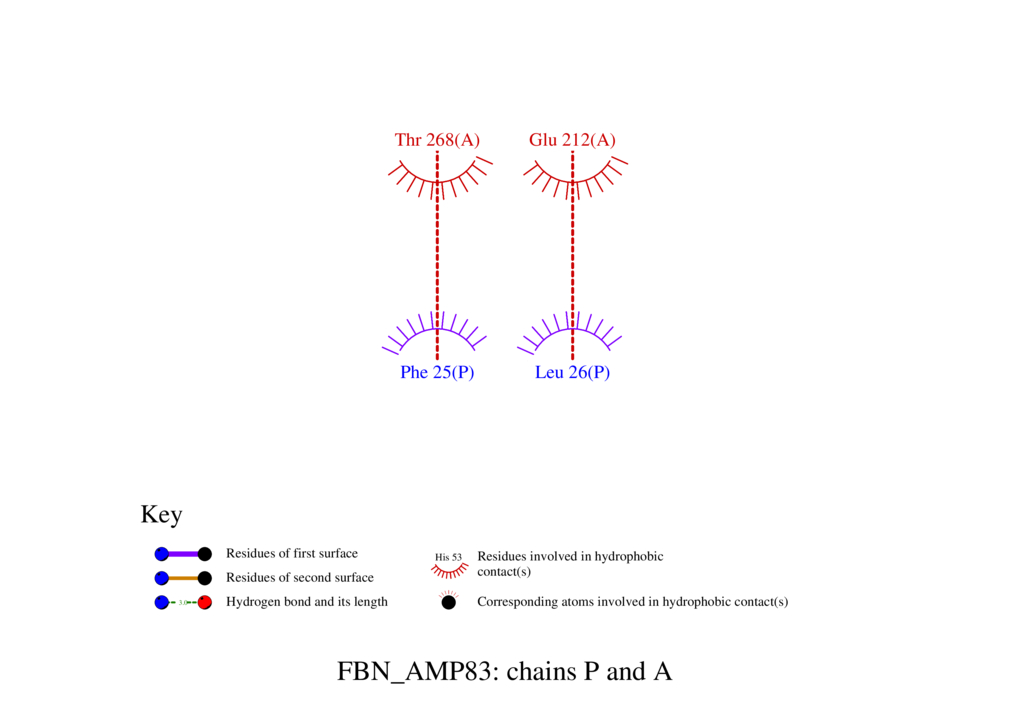 Thr 268(A) Glu 212(A)
Phe 25(P) Leu 26(P)
Key
Residues of first surface
Residues of second surface
3.0
Hydrogen bond and its length
His 53
Residues involved in hydrophobic
contact(s)
Corresponding atoms involved in hydrophobic contact(s)
FBN_AMP83: chains P and A